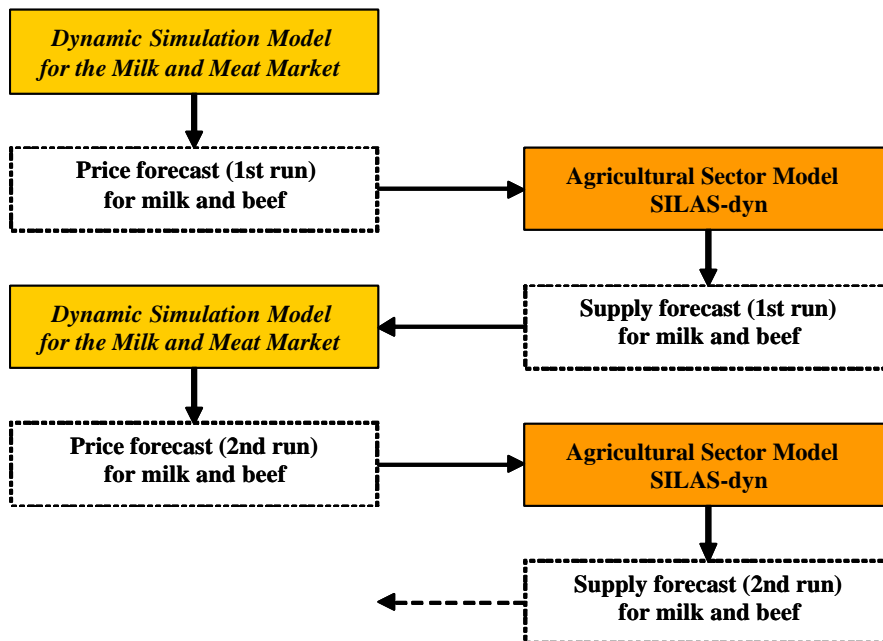 Dynamic Simulation Model
for the Milk and Meat Market
Price forecast (1st run)
for milk and beef
Agricultural Sector Model
SILAS-dyn
Supply forecast (1st run)
for milk and beef
Dynamic Simulation Model
for the Milk and Meat Market
Price forecast (2nd run)
for milk and beef
Agricultural Sector Model
SILAS-dyn
Supply forecast (2nd run)
for milk and beef